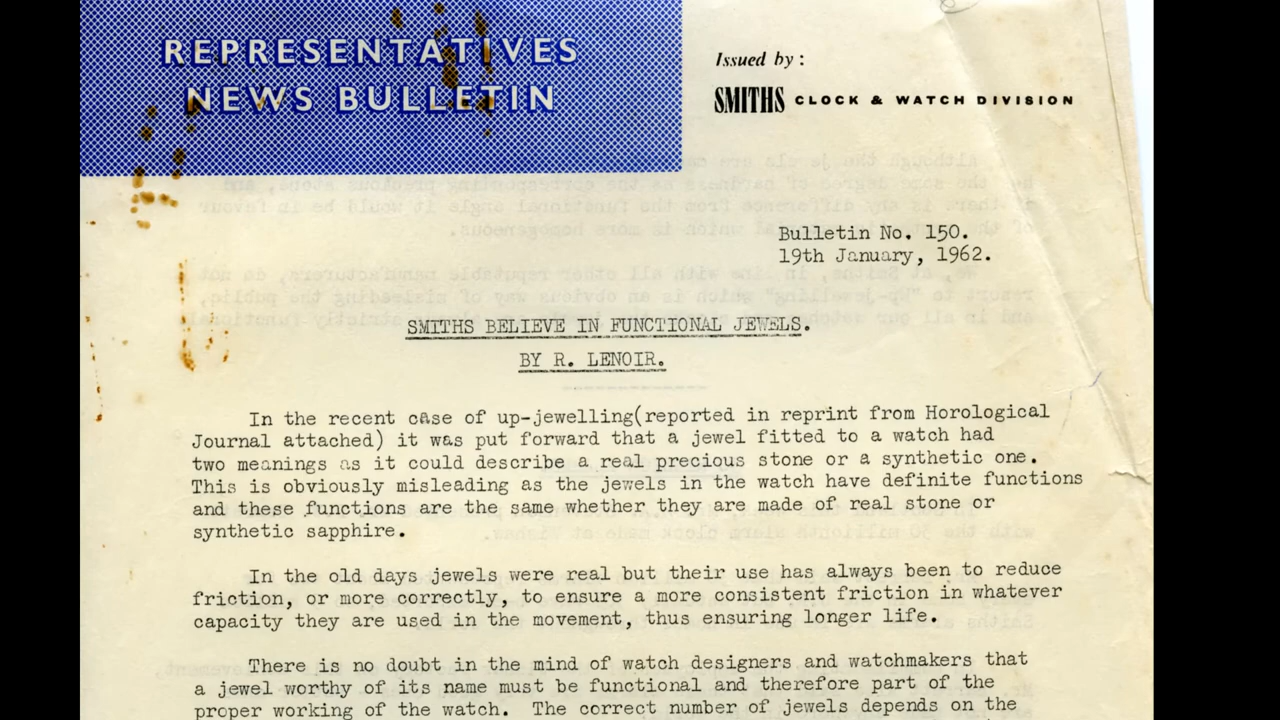 REPRESENTATIVES
NEWS BULLETIN
Issued by :
SMITHS CLOCK & WATCH DIVISION
Bulletin No. 150.
19th January, 1962.
SMITHS BELIEVE IN FUNCTIONAL JEWELS.
BY R. LENOIR.
In the recent case of up-jewelling(reported in reprint from Horological
Journal attached) it was put forward that a jewel fitted to a watch had
two meanings as it could describe a real precious stone or a synthetic one.
This is obviously misleading as the jewels in the watch have definite functions
and these functions are the same whether they are made of real stone or
synthetic sapphire.
In the old days jewels were real but their use has always been to reduce
friction, or more correctly, to ensure a more consistent friction in whatever
capacity they are used in the movement, thus ensuring longer life.
There is no doubt in the mind of watch designers and watchmakers that
a jewel worthy of its name must be functional and therefore part of the
proper working of the watch. The correct number of jewels depends on the